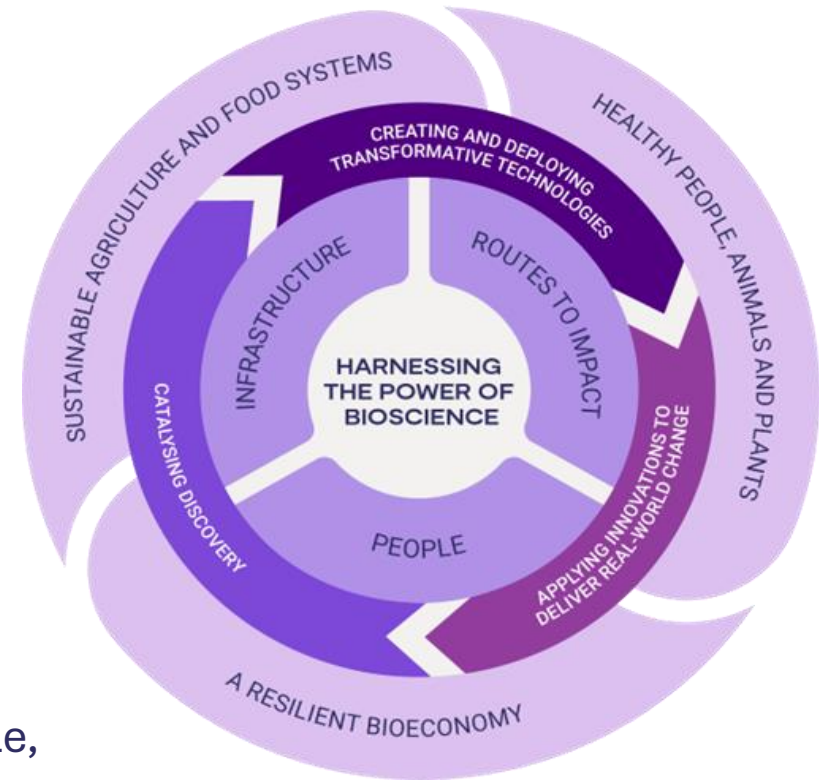 SUSTAINABLE AGRICULTURE AND FOOD SYSTEMS
HEALTHY PEOPLE, ANIMALS AND PLANTS
CREATING AND DEPLOYING
TRANSFORMATIVE TECHNOLOGIES
INFRASTRUCTURE
ROUTES TO IMPACT
HARNESSING
THE POWER OF
BIOSCIENCE
CATALYSING DISCOVERY
APPLYING INNOVATIONS TO
DELIVER REAL-WORLD CHANGE
PEOPLE
A RESILIENT BIOECONOMY